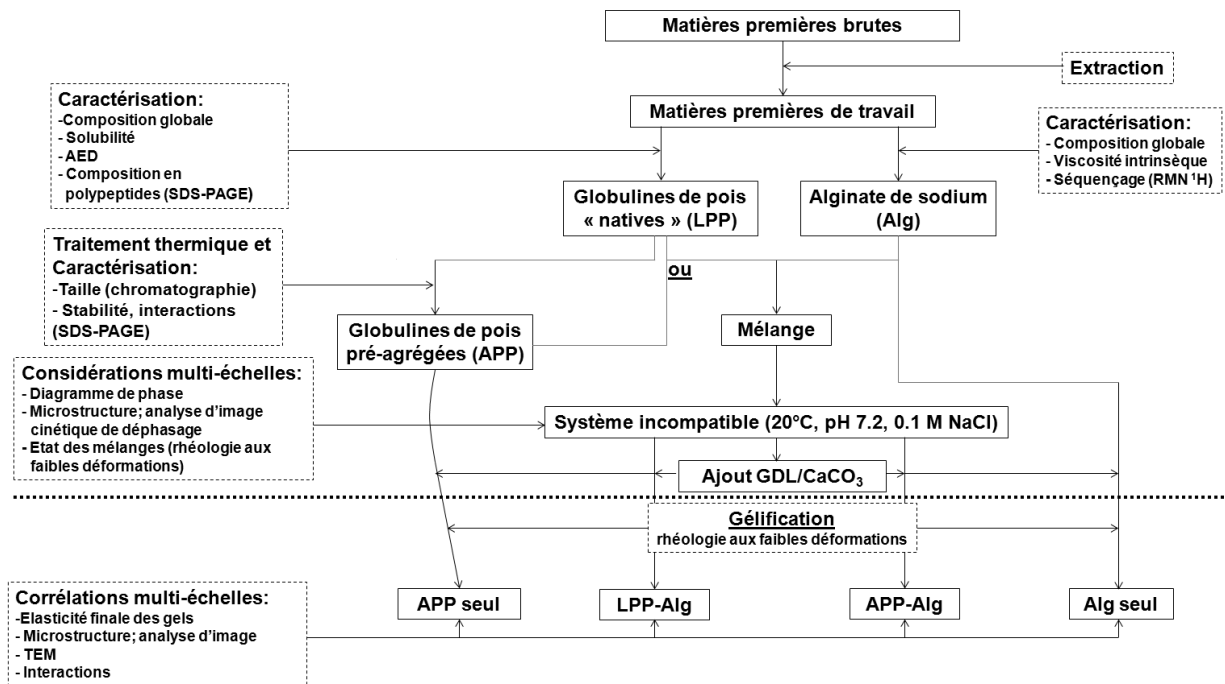 Matières premières brutes
Extraction
Caractérisation:
-Composition globale
- Solubilité
- AED
- Composition en
polypeptides (SDS-PAGE)
Matières premières de travail
Caractérisation:
- Composition globale
- Viscosité intrinsèque
- Séquençage (RMN ¹H)
Globulines de pois
« natives » (LPP)
Alginate de sodium
(Alg)
Traitement thermique et
Caractérisation:
- Taille (chromatographie)
- Stabilité, interactions
(SDS-PAGE)
ou
Globulines de pois
pré-agrégées (APP)
Mélange
Considérations multi-échelles:
- Diagramme de phase
- Microstructure; analyse d'image
cinétique de déphasage
- Etat des mélanges (rhéologie aux
faibles déformations)
Système incompatible (20°C, pH 7.2, 0.1 M NaCl)
Ajout GDL/CaCO₃
Gélification
rhéologie aux faibles déformations
Corrélations multi-échelles:
-Elasticité finale des gels
- Microstructure; analyse d'image
- TEM
- Interactions
APP seul
LPP-Alg
APP-Alg
Alg seul